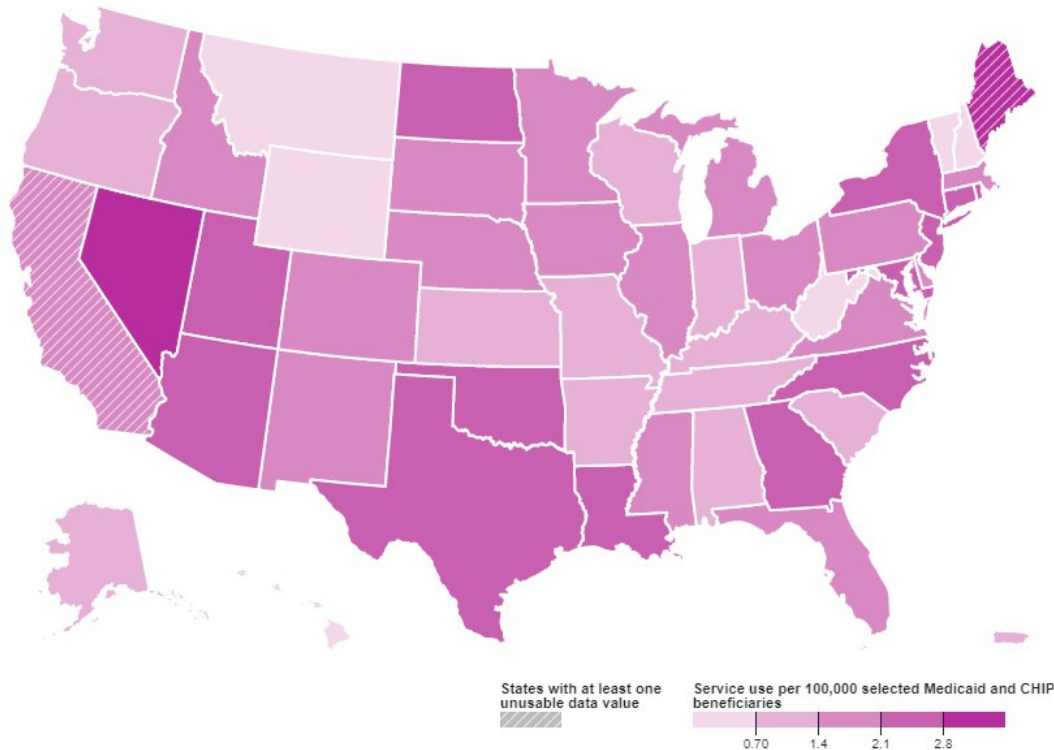 States with at least one
unusable data value
Service use per 100,000 selected Medicaid and CHIP
beneficiaries
0.70 1.4 2.1 2.8